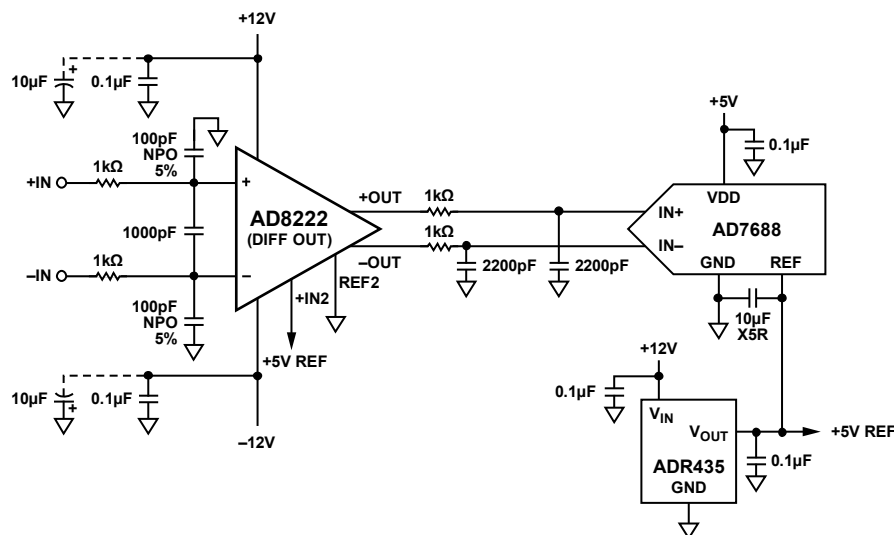 +12V
10µF
+
0.1µF
100pF
NPO
5%
1kΩ
+IN
1000pF
1kΩ
–IN
100pF
NPO
5%
+
–
AD8222
(DIFF OUT)
+OUT
–OUT
REF2
+IN2
+5V REF
10µF
+
0.1µF
–12V
1kΩ
1kΩ
2200pF
2200pF
+5V
0.1µF
VDD
IN+
IN–
AD7688
GND
REF
10µF
X5R
+12V
0.1µF
VIN
VOUT
ADR435
GND
+5V REF
0.1µF